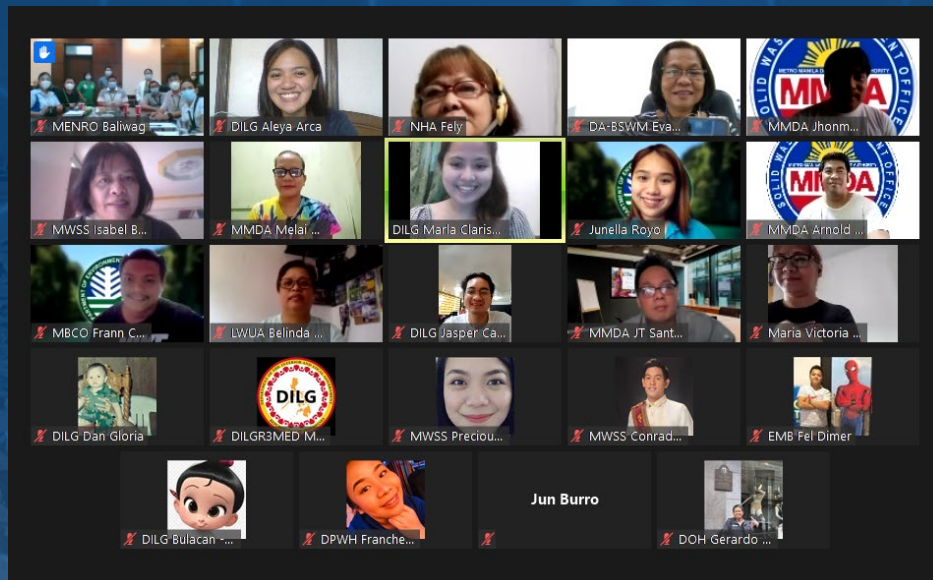 MENRO Baliwag
DILG Aleya Arca
NHA Fely
DA-BSWM Eva...
MMDA Jhonm...
MWSS Isabel B...
MMDA Melai ...
DILG Marla Claris...
Junella Royo
MMDA Arnold ...
MBCO Frann C...
LWUA Belinda ...
DILG Jasper Ca...
MMDA JT Sant...
Maria Victoria ...
DILG Dan Gloria
DILG
DILGR3MED M...
MWSS Preciou...
MWSS Conrad...
EMB Fel Dimer
DILG Bulacan -...
DPWH Franche...
Jun Burro
DOH Gerardo ...